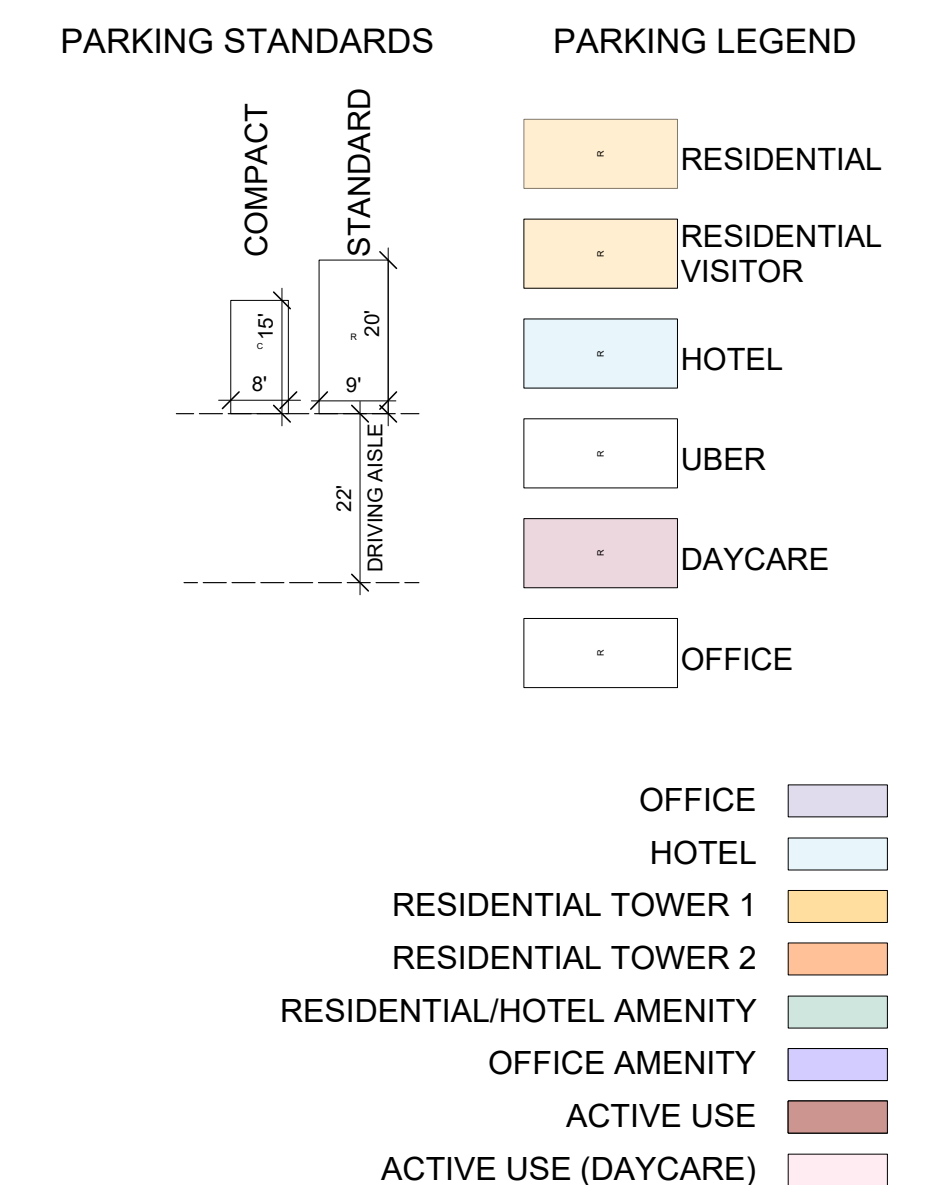 PARKING STANDARDS
COMPACT
STANDARD
C
15'
8'
R
20'
9'
22'
DRIVING AISLE
PARKING LEGEND
R
RESIDENTIAL
R
RESIDENTIAL
VISITOR
R
HOTEL
R
UBER
R
DAYCARE
R
OFFICE
OFFICE
HOTEL
RESIDENTIAL TOWER 1
RESIDENTIAL TOWER 2
RESIDENTIAL/HOTEL AMENITY
OFFICE AMENITY
ACTIVE USE
ACTIVE USE (DAYCARE)